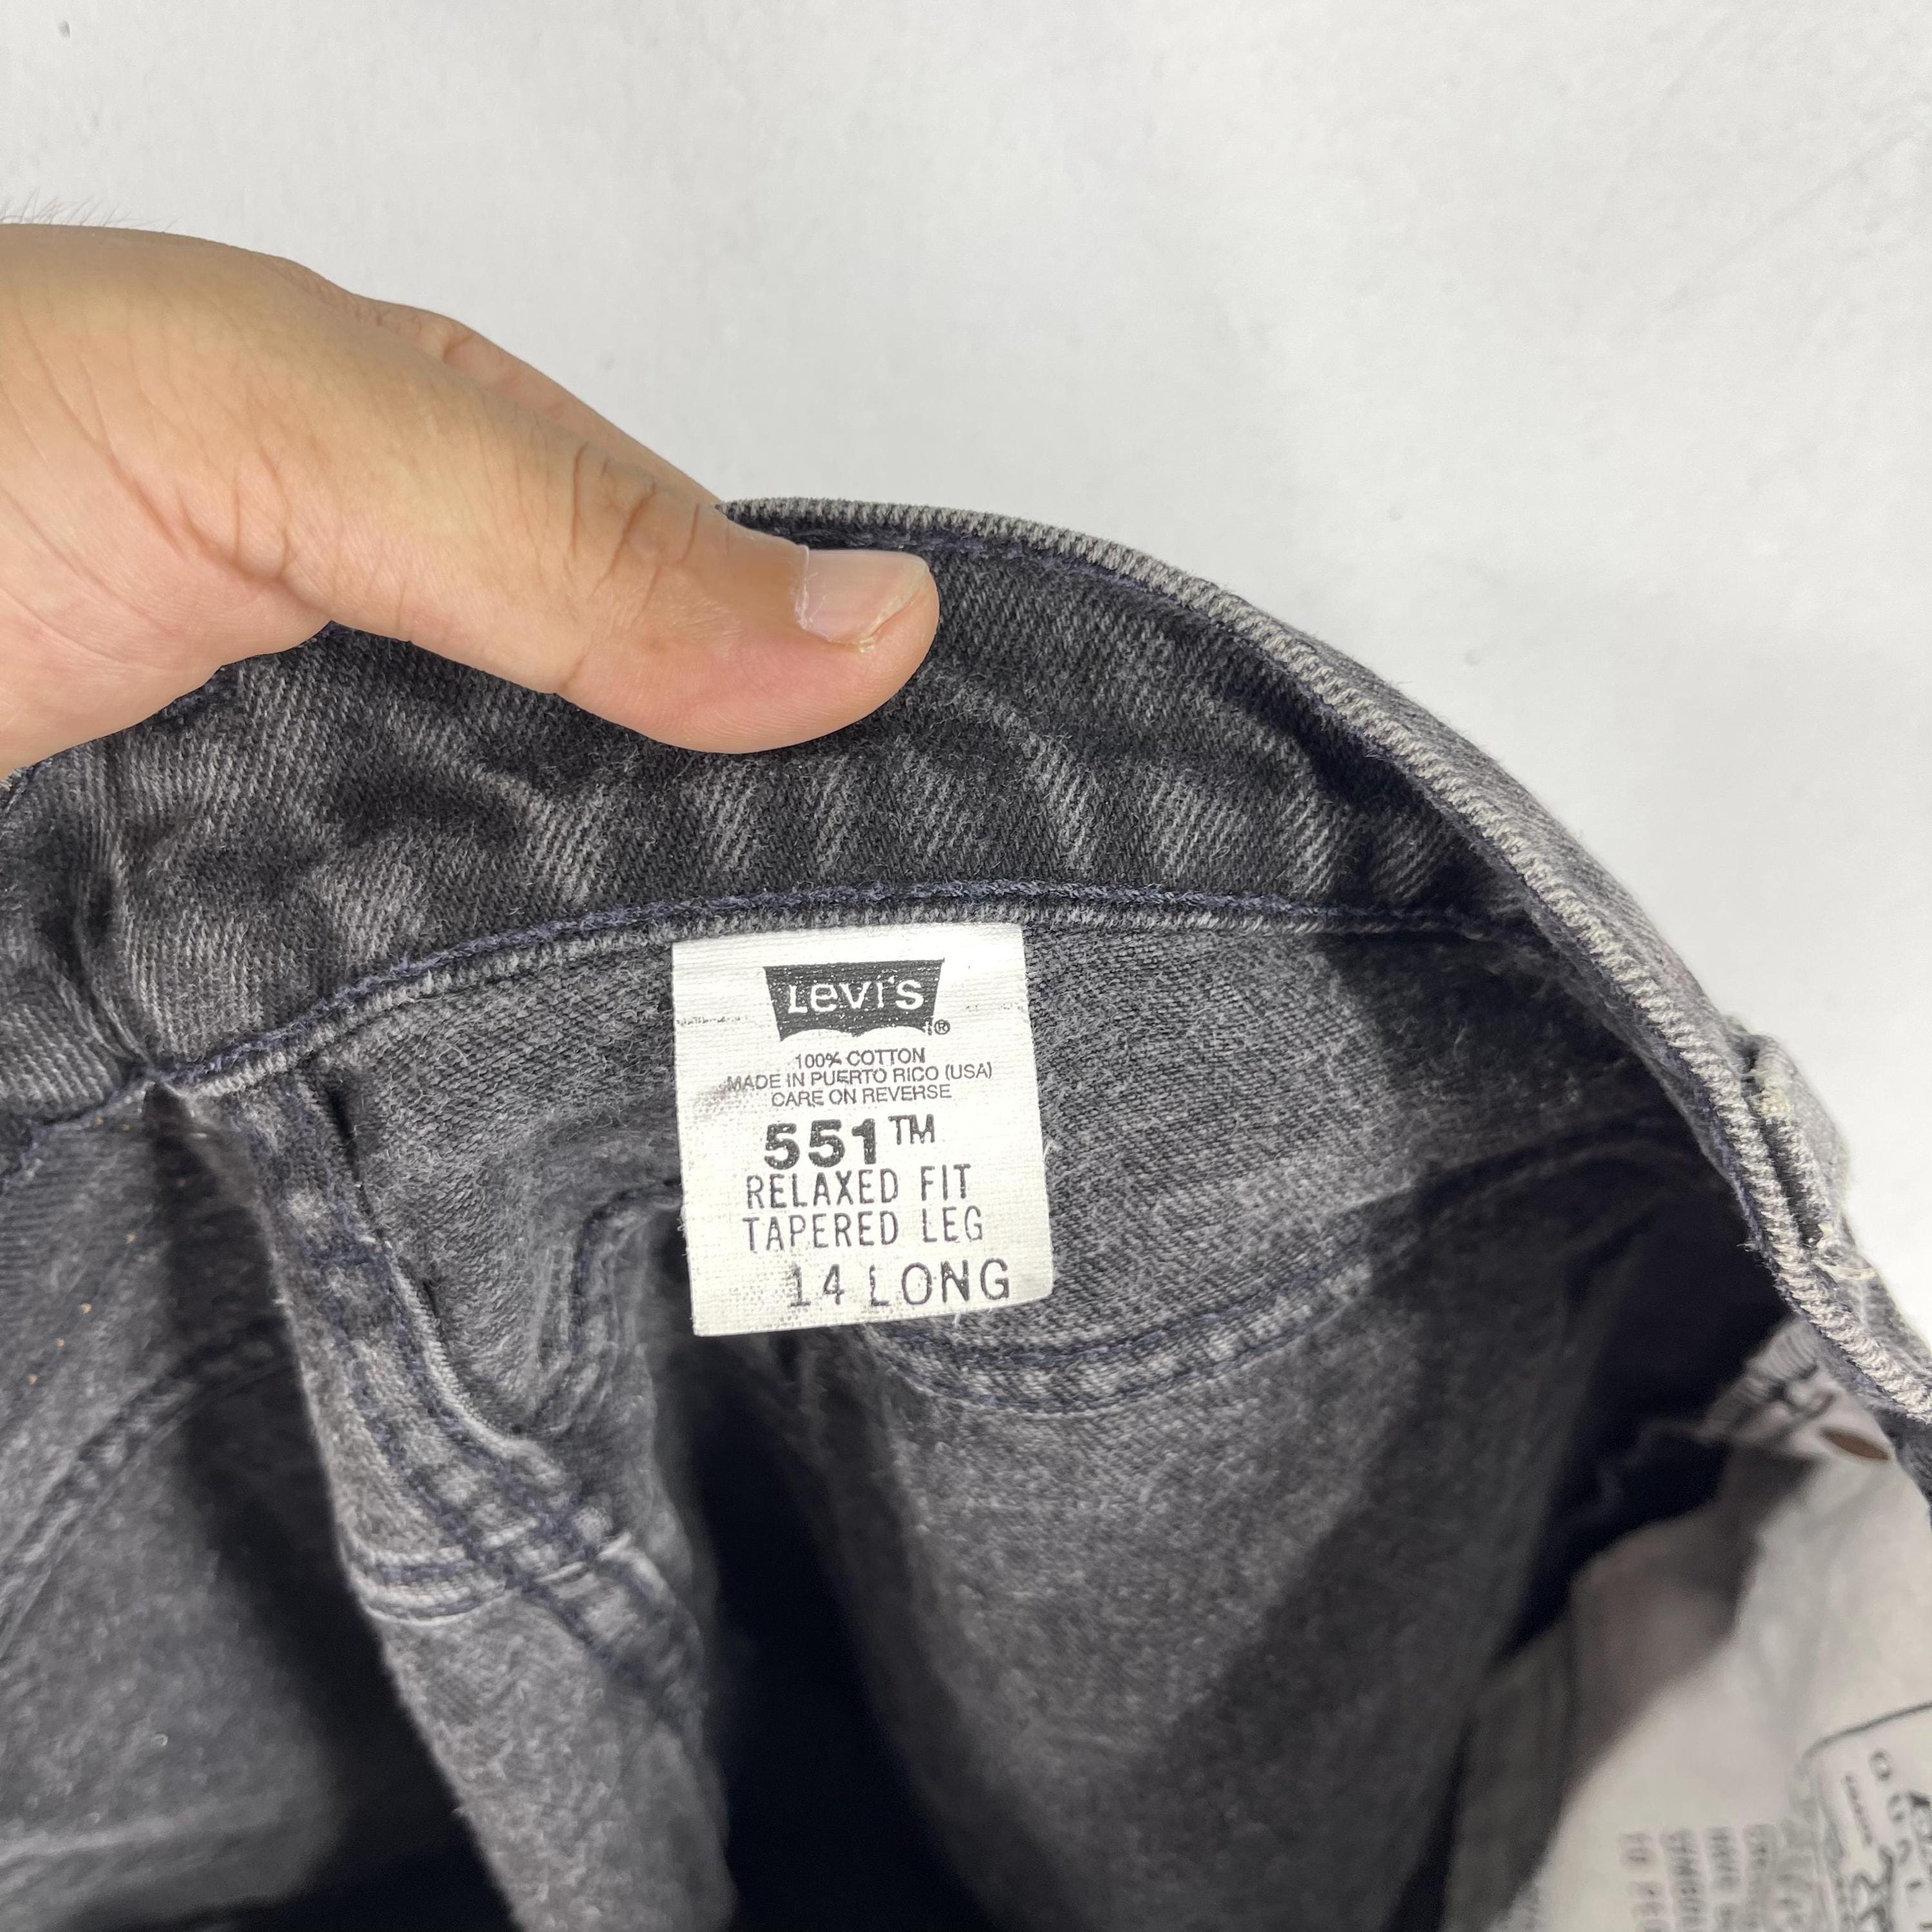 Levi's ®
100% COTTON
MADE IN PUERTO RICO (USA)
CARE ON REVERSE
551™
RELAXED FIT
TAPERED LEG
14 LONG